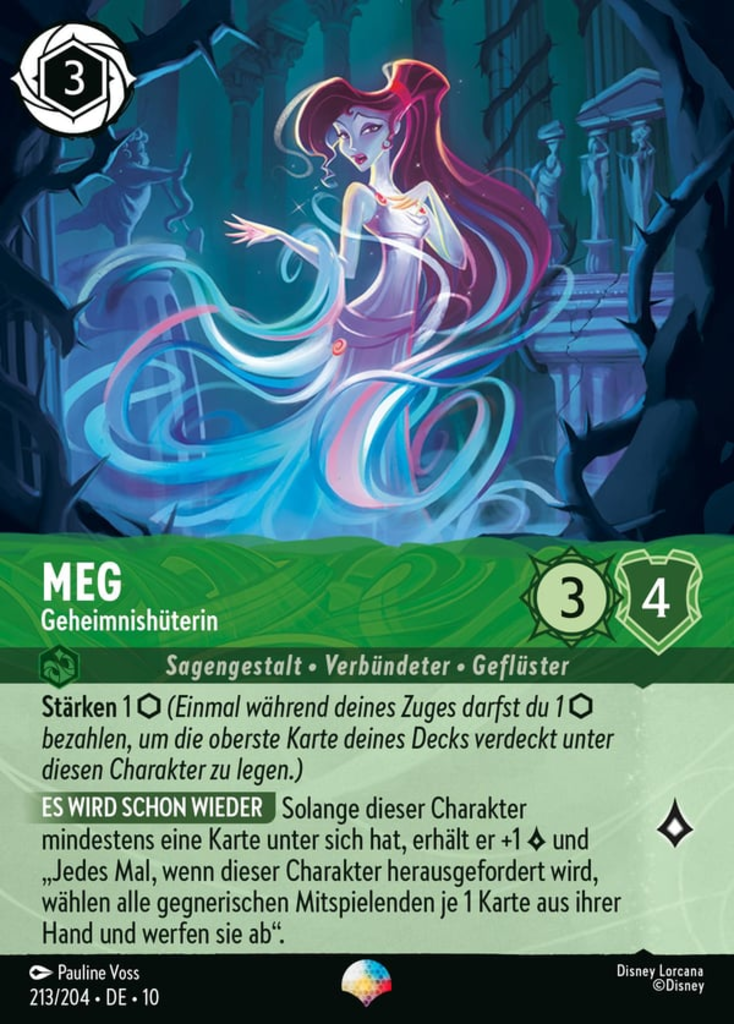 3
MEG
Geheimnishüterin
3
4
Sagengestalt • Verbündeter • Geflüster
Stärken 1 ⬡ (Einmal während deines Zuges darfst du 1 ⬡
bezahlen, um die oberste Karte deines Decks verdeckt unter
diesen Charakter zu legen.)
ES WIRD SCHON WIEDER Solange dieser Charakter
mindestens eine Karte unter sich hat, erhält er +1 ◊ und
„Jedes Mal, wenn dieser Charakter herausgefordert wird,
wählen alle gegnerischen Mitspielenden je 1 Karte aus ihrer
Hand und werfen sie ab“.
Pauline Voss
213/204 • DE • 10
Disney Lorcana
©Disney